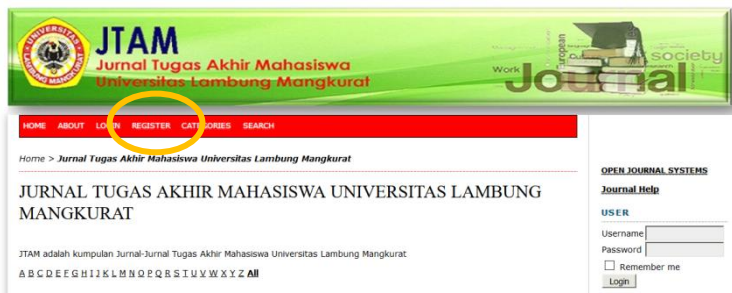 JTAM
Jurnal Tugas Akhir Mahasiswa
Universitas Lambung Mangkurat
Work
society
Journal
HOME ABOUT LOGIN REGISTER CATEGORIES SEARCH
Home > Jurnal Tugas Akhir Mahasiswa Universitas Lambung Mangkurat
JURNAL TUGAS AKHIR MAHASISWA UNIVERSITAS LAMBUNG
MANGKURAT
JTAM adalah kumpulan Jurnal-Jurnal Tugas Akhir Mahasiswa Universitas Lambung Mangkurat
A B C D E F G H I J K L M N O P Q R S T U V W X Y Z All
OPEN JOURNAL SYSTEMS
Journal Help
USER
Username
Password
Remember me
Login